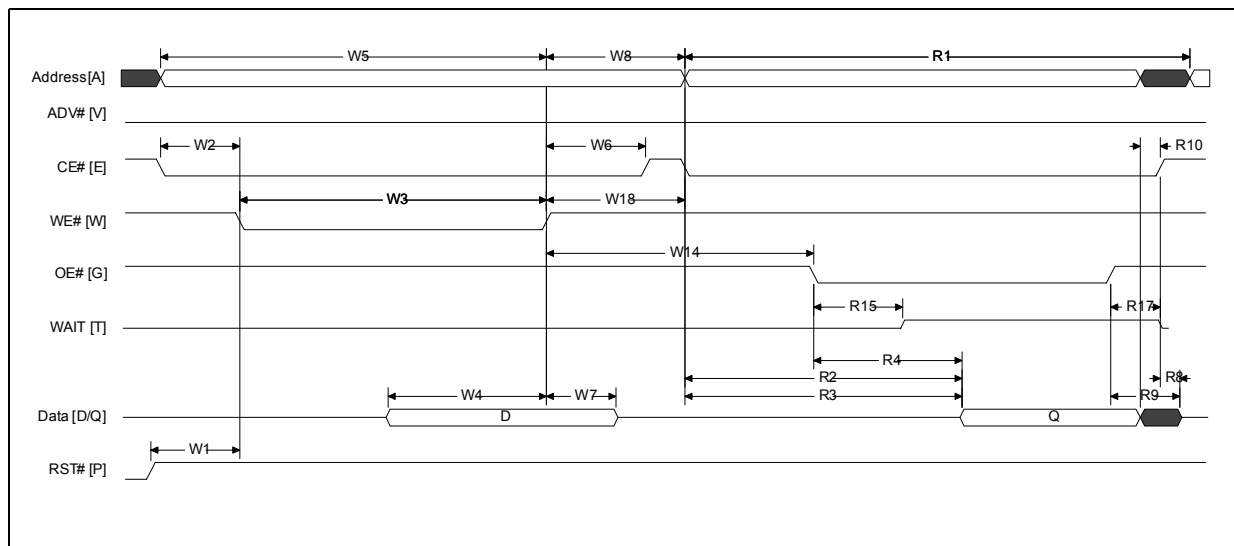 W5 W8 R1
Address[A]
ADV# [V]
W2 W6 R10
CE# [E]
W3 W18
WE# [W]
W14
OE# [G]
R15 R17
WAIT [T]
R4
R2 R8
W4 W7 R3 R9
Data [D/Q] D Q
W1
RST# [P]